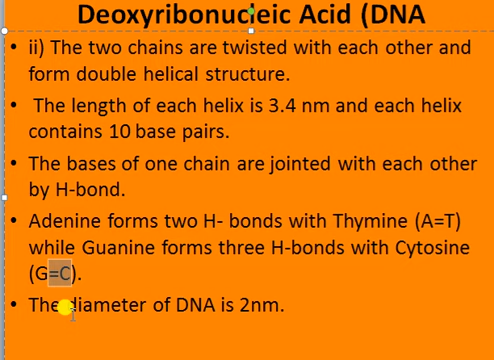 Deoxyribonucleic Acid (DNA
• ii) The two chains are twisted with each other and
form double helical structure.
• The length of each helix is 3.4 nm and each helix
contains 10 base pairs.
• The bases of one chain are jointed with each other
by H-bond.
• Adenine forms two H- bonds with Thymine (A=T)
while Guanine forms three H-bonds with Cytosine
(G=C).
• The diameter of DNA is 2nm.